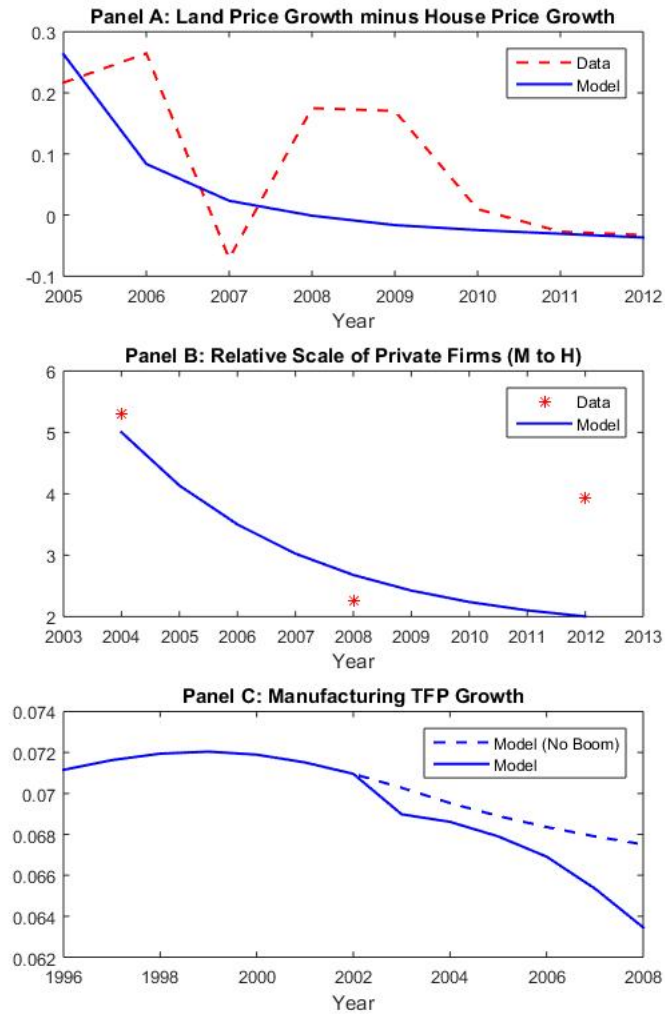 Panel A: Land Price Growth minus House Price Growth
0.3
0.2
0.1
0
-0.1
Data
Model
2005 2006 2007 2008 2009 2010 2011 2012
Year
Panel B: Relative Scale of Private Firms (M to H)
6
5
4
3
2
Data
Model
2003 2004 2005 2006 2007 2008 2009 2010 2011 2012 2013
Year
Panel C: Manufacturing TFP Growth
0.074
0.072
0.07
0.068
0.066
0.064
0.062
Model (No Boom)
Model
1996 1998 2000 2002 2004 2006 2008
Year